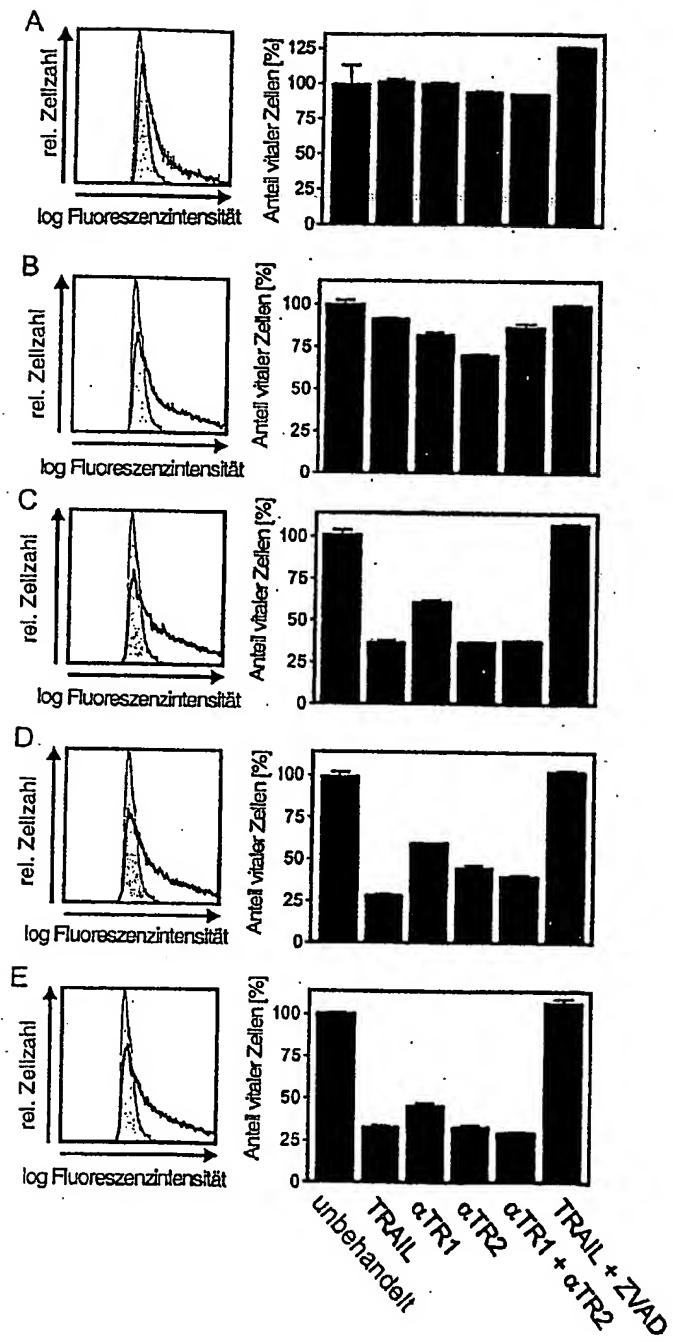 A
rel. Zellzahl
log Fluoreszenzintensität
Anteil vitaler Zellen [%]
125
100
75
50
25
0
B
rel. Zellzahl
log Fluoreszenzintensität
Anteil vitaler Zellen [%]
100
75
50
25
0
C
rel. Zellzahl
log Fluoreszenzintensität
Anteil vitaler Zellen [%]
100
75
50
25
0
D
rel. Zellzahl
log Fluoreszenzintensität
Anteil vitaler Zellen [%]
100
75
50
25
0
E
rel. Zellzahl
log Fluoreszenzintensität
Anteil vitaler Zellen [%]
100
75
50
25
0
unbehandelt
TRAIL
αTR1
αTR2
αTR1 + αTR2
TRAIL + ZVAD